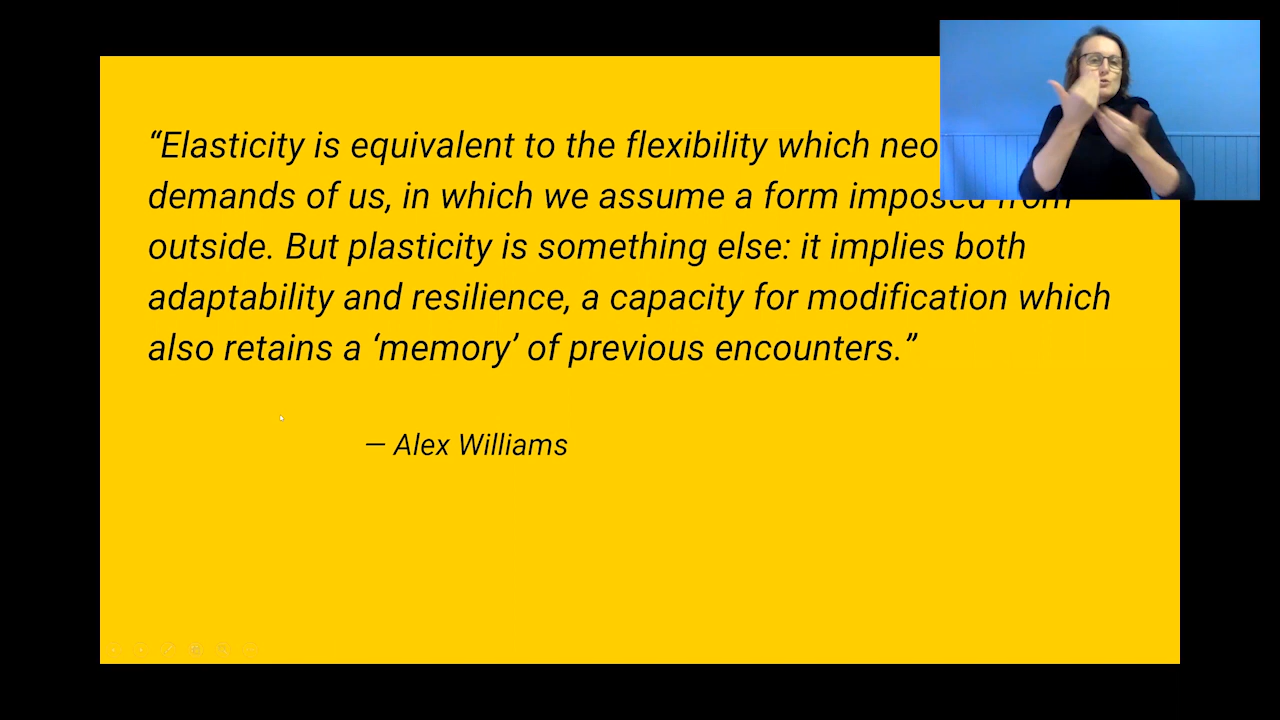 “Elasticity is equivalent to the flexibility which neo
demands of us, in which we assume a form imposed from
outside. But plasticity is something else: it implies both
adaptability and resilience, a capacity for modification which
also retains a ‘memory’ of previous encounters.”
— Alex Williams